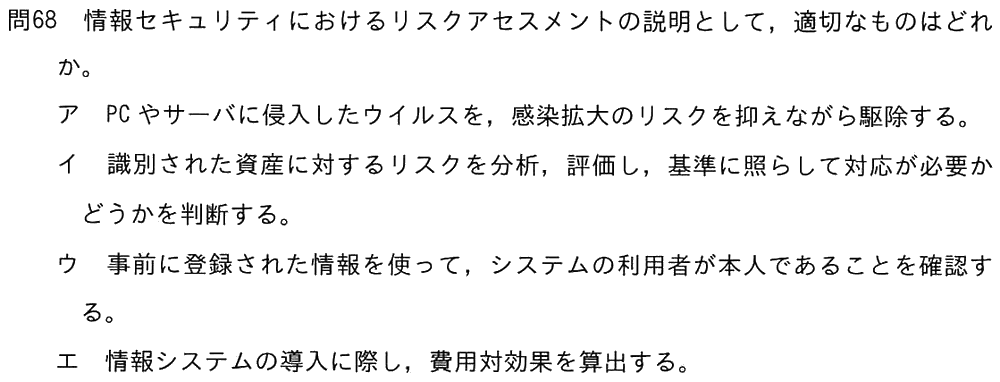 問68　情報セキュリティにおけるリスクアセスメントの説明として，適切なものはどれ
か。
ア　PCやサーバに侵入したウイルスを，感染拡大のリスクを抑えながら駆除する。
イ　識別された資産に対するリスクを分析，評価し，基準に照らして対応が必要か
どうかを判断する。
ウ　事前に登録された情報を使って，システムの利用者が本人であることを確認す
る。
エ　情報システムの導入に際し，費用対効果を算出する。